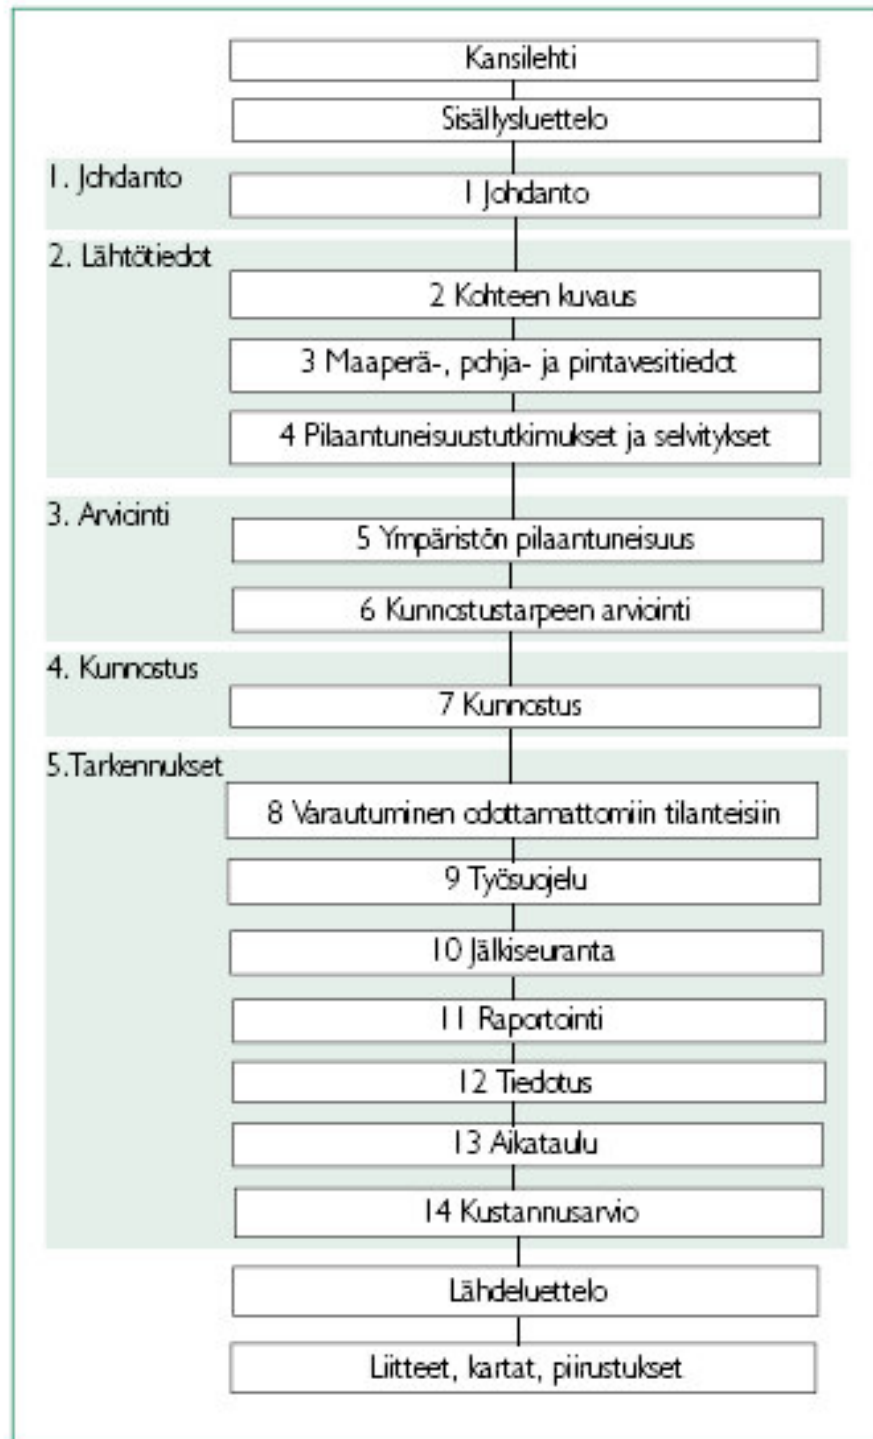 Kansilehti
Sisällysluettelo
1. Johdanto
1 Johdanto
2. Lähtötiedot
2 Kohteen kuvaus
3 Maaperä-, pohja- ja pintavesitiedot
4 Pilaantuneisuustutkimukset ja selvitykset
3. Arviointi
5 Ympäristön pilaantuneisuus
6 Kunnostustarpeen arviointi
4. Kunnostus
7 Kunnostus
5.Tarkennukset
8 Varautuminen odottamattomiin tilanteisiin
9 Työsuojelu
10 Jälkiseuranta
11 Raportointi
12 Tiedotus
13 Aikataulu
14 Kustannusarvio
Lähdeluettelo
Liitteet, kartat, piirustukset